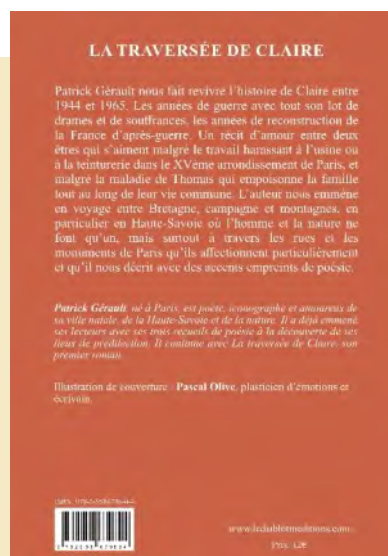 LA TRAVERSÉE DE CLAIRE
Patrick Gérault nous fait revivre l'histoire de Claire entre
1944 et 1965. Les années de guerre avec tout son lot de
drames et de souffrances, les années de reconstruction de
la France d'après-guerre. Un récit d'amour entre deux
êtres qui s'aiment malgré le travail harassant à l'usine ou
à la teinturerie dans le XVème arrondissement de Paris, et
malgré la maladie de Thomas qui empoisonne la famille
tout au long de leur vie commune. L'auteur nous emmène
en voyage entre Bretagne, campagne et montagnes, en
particulier en Haute-Savoie où l'homme et la nature ne
font qu'un, mais surtout à travers les rues et les
monuments de Paris qu'ils affectionnent particulièrement
et qu'il nous décrit avec des accents empreints de poésie.
Patrick Gérault, né à Paris, est poète, iconographe et amoureux de
sa ville natale, de la Haute-Savoie et de la nature. Il a déjà emmené
ses lecteurs avec ses trois recueils de poésie à la découverte de ses
lieux de prédilection. Il continue avec La traversée de Claire, son
premier roman.
Illustration de couverture : Pascal Olive, plasticien d'émotions et
écrivain.
ISBN:
Prix: 12€